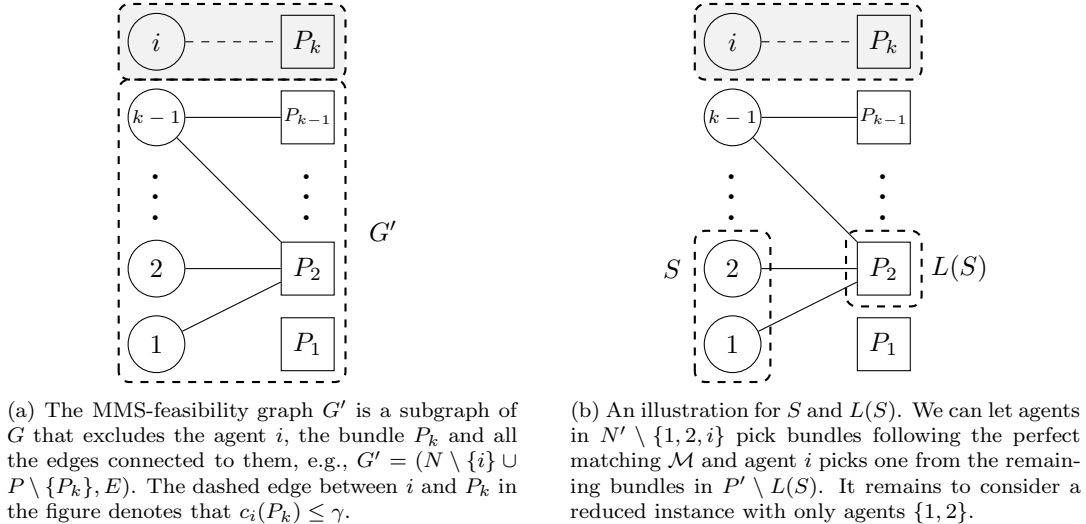 i
P_k
k − 1
P_{k−1}
2
P_2
G′
1
P_1
(a) The MMS-feasibility graph G′ is a subgraph of
G that excludes the agent i, the bundle P_k and all
the edges connected to them, e.g., G′ = (N \ {i} ∪
P \ {P_k}, E). The dashed edge between i and P_k in
the figure denotes that c_i(P_k) ≤ γ.
i
P_k
k − 1
P_{k−1}
S
2
P_2
L(S)
1
P_1
(b) An illustration for S and L(S). We can let agents
in N′ \ {1, 2, i} pick bundles following the perfect
matching ℳ and agent i picks one from the remain-
ing bundles in P′ \ L(S). It remains to consider a
reduced instance with only agents {1, 2}.